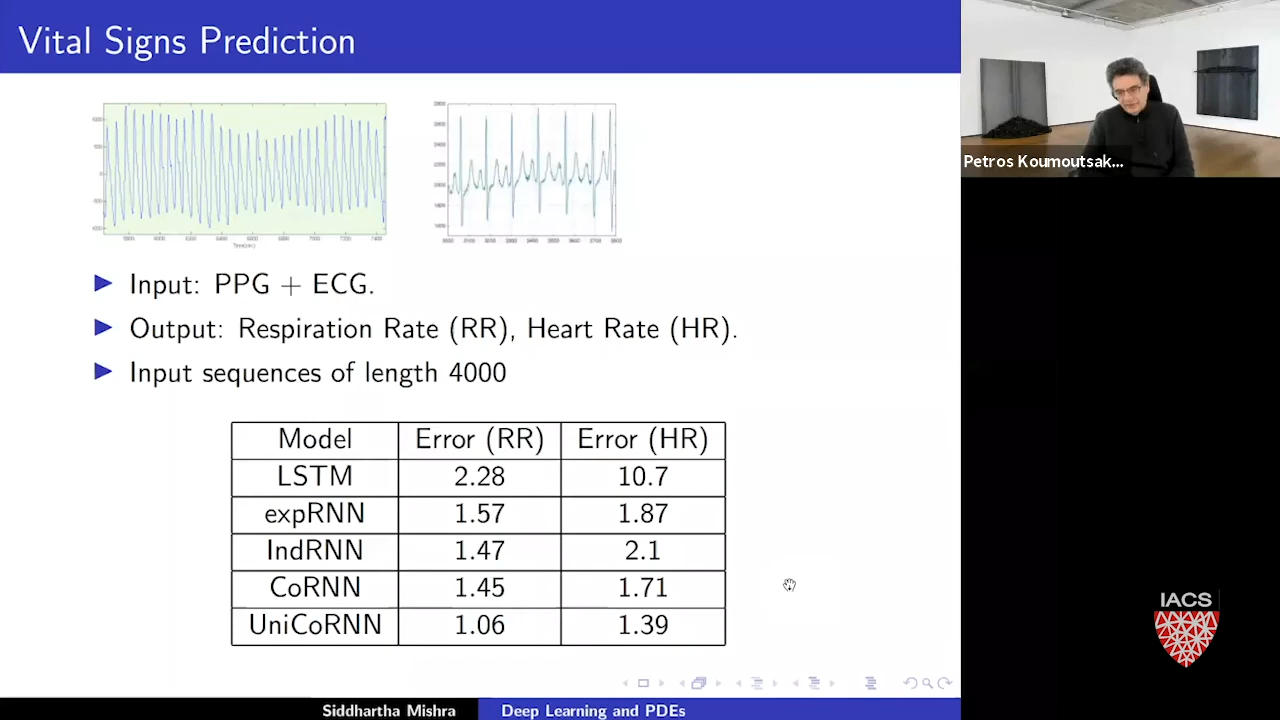 Vital Signs Prediction
Time(sec)
Input: PPG + ECG.
Output: Respiration Rate (RR), Heart Rate (HR).
Input sequences of length 4000
Model Error (RR) Error (HR)
LSTM 2.28 10.7
expRNN 1.57 1.87
IndRNN 1.47 2.1
CoRNN 1.45 1.71
UniCoRNN 1.06 1.39
Siddhartha Mishra Deep Learning and PDEs
Petros Koumoutsak...
IACS